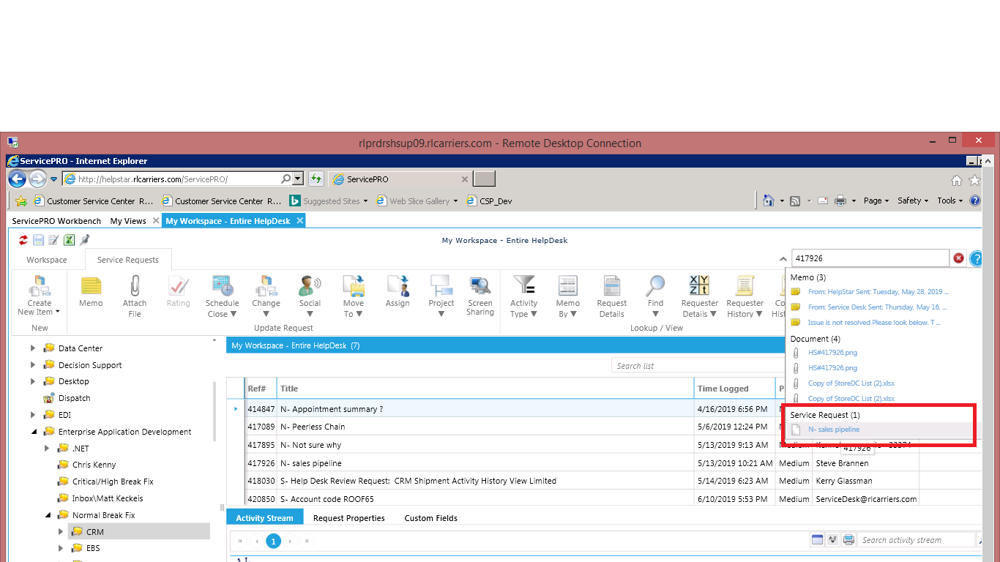 rlprdrshsup09.rlcarriers.com - Remote Desktop Connection
ServicePRO - Internet Explorer
http://helpstar.rlcarriers.com/ServicePRO/
ServicePRO
Customer Service Center R...
Customer Service Center R...
Suggested Sites
Web Slice Gallery
CSP_Dev
Page
Safety
Tools
ServicePRO Workbench
My Views
My Workspace - Entire HelpDesk
My Workspace - Entire HelpDesk
Workspace
Service Requests
417926
Create New Item
Memo
Attach File
Rating
Schedule Close
Change
Social
Move To
Assign
Project
Screen Sharing
Activity Type
Memo By
Request Details
Find
Requester Details
Requester History
New
Update Request
Lookup / View
Memo (3)
From: HelpStar Sent: Tuesday, May 28, 2019 ...
From: Service Desk Sent: Thursday, May 16, ...
Issue is not resolved Please look below. T ...
Document (4)
HS#417926.png
HS#417926.png
Copy of StoreDC List (2).xlsx
Copy of StoreDC List (2).xlsx
Service Request (1)
N- sales pipeline
417926
Data Center
Decision Support
Desktop
Dispatch
EDI
Enterprise Application Development
.NET
Chris Kenny
Critical/High Break Fix
Inbox\Matt Keckeis
Normal Break Fix
CRM
EBS
My Workspace - Entire HelpDesk (7)
Search list
Ref# Title Time Logged
414847 N- Appointment summary ? 4/16/2019 6:56 PM
417089 N- Peerless Chain 5/6/2019 12:24 PM
417895 N- Not sure why 5/13/2019 9:13 AM
417926 N- sales pipeline 5/13/2019 10:21 AM Medium Steve Brannen
418030 S- Help Desk Review Request: CRM Shipment Activity History View Limited 5/14/2019 6:23 AM Medium Kerry Glassman
420850 S- Account code ROOF65 6/10/2019 5:53 PM Medium ServiceDesk@rlcarriers.com
Activity Stream
Request Properties
Custom Fields
1
Search activity stream